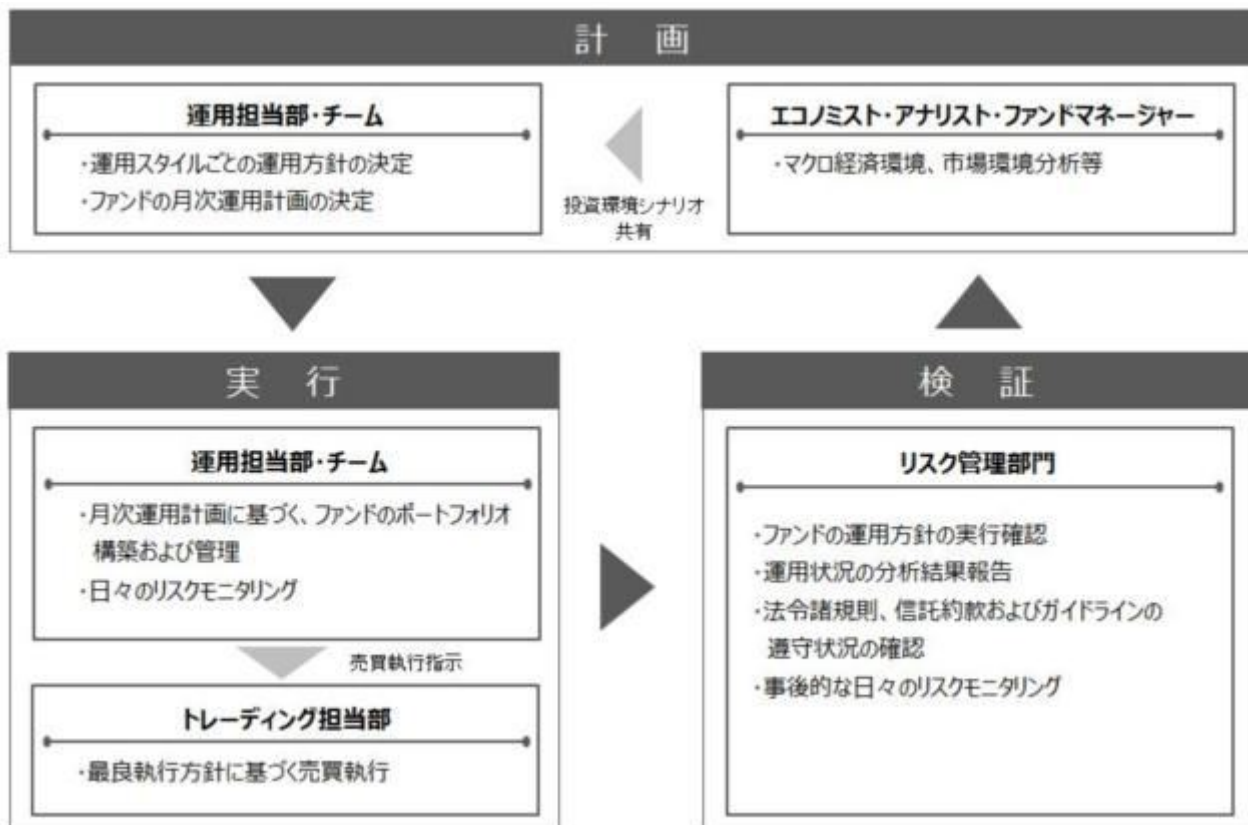 計 画
運用担当部・チーム
・運用スタイルごとの運用方針の決定
・ファンドの月次運用計画の決定
投資環境シナリオ
共有
エコノミスト・アナリスト・ファンドマネージャー
・マクロ経済環境、市場環境分析等
実 行
運用担当部・チーム
・月次運用計画に基づく、ファンドのポートフォリオ
構築および管理
・日々のリスクモニタリング
売買執行指示
トレーディング担当部
・最良執行方針に基づく売買執行
検 証
リスク管理部門
・ファンドの運用方針の実行確認
・運用状況の分析結果報告
・法令諸規則、信託約款およびガイドラインの
遵守状況の確認
・事後的な日々のリスクモニタリング